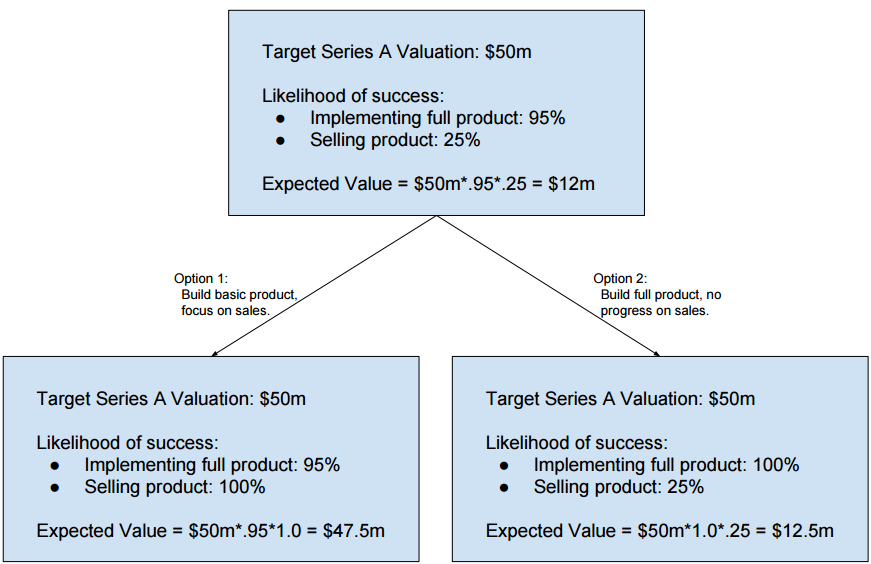 Target Series A Valuation: $50m
Likelihood of success:
● Implementing full product: 95%
● Selling product: 25%
Expected Value = $50m*.95*.25 = $12m
Option 1:
Build basic product,
focus on sales.
Option 2:
Build full product, no
progress on sales.
Target Series A Valuation: $50m
Likelihood of success:
● Implementing full product: 95%
● Selling product: 100%
Expected Value = $50m*.95*1.0 = $47.5m
Target Series A Valuation: $50m
Likelihood of success:
● Implementing full product: 100%
● Selling product: 25%
Expected Value = $50m*1.0*.25 = $12.5m